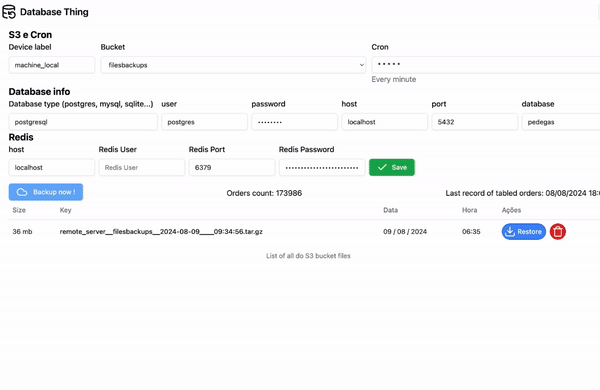 Database Thing
S3 e Cron
Device label Bucket Cron
machine_local filesbackups * * * * *
Every minute
Database info
Database type (postgres, mysql, sqlite...) user password host port database
postgresql postgres •••••••• localhost 5432 pedegas
Redis
host Redis User Redis Port Redis Password
localhost Redis User 6379 •••••••••••••••••••••••• Save
Backup now ! Orders count: 173986 Last record of tabled orders: 08/08/2024 18:0
Size Key Data Hora Ações
36 mb remote_server__filesbackups__2024-08-09____09:34:56.tar.gz 09 / 08 / 2024 06:35 Restore
List of all do S3 bucket files